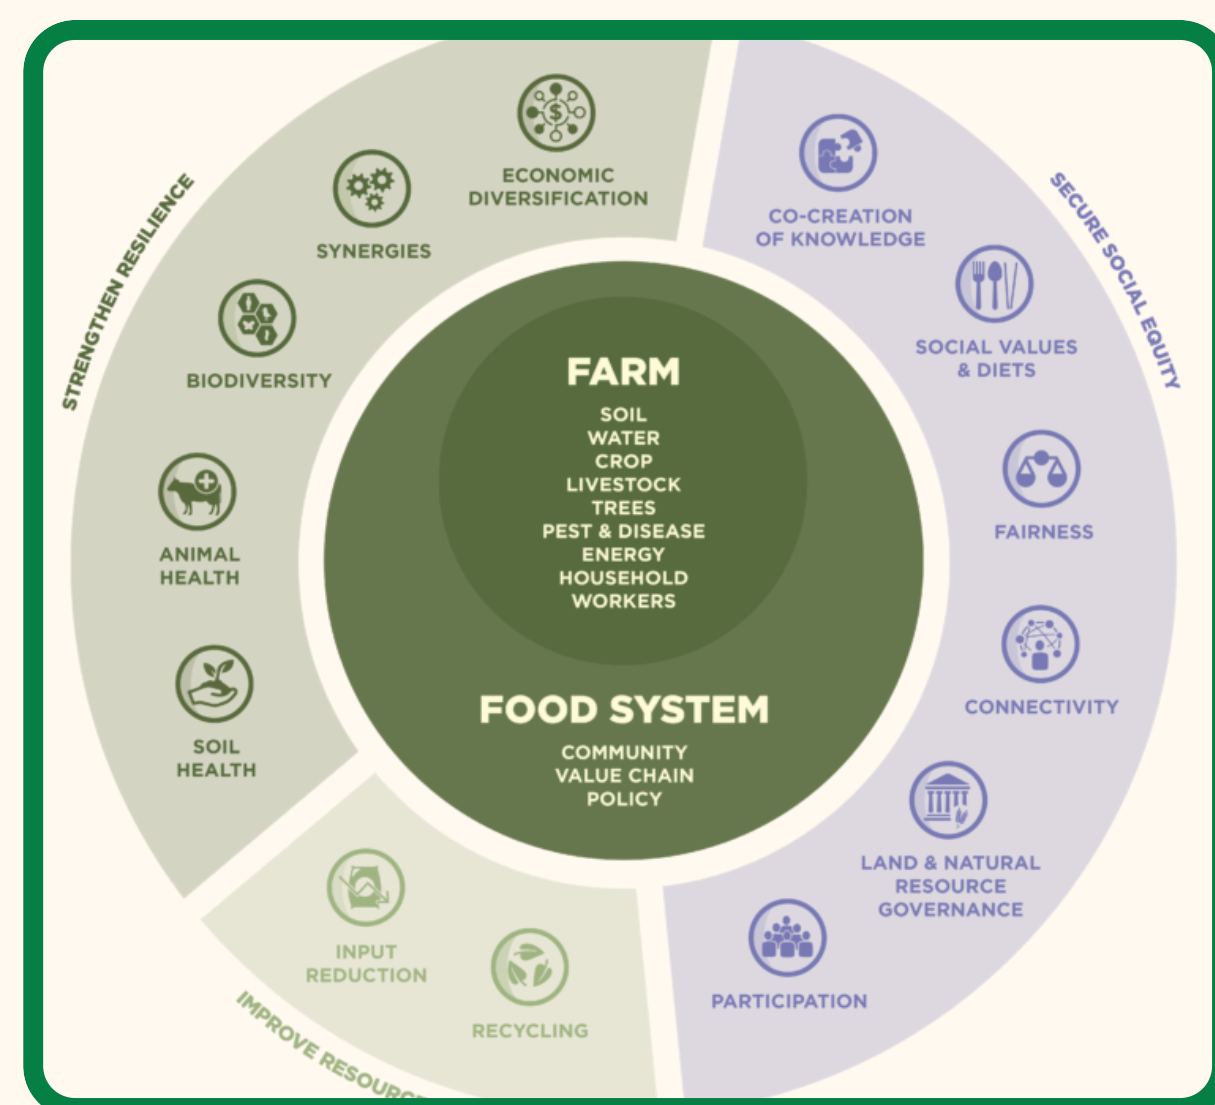 STRENGTHEN RESILIENCE
ECONOMIC
DIVERSIFICATION
SYNERGIES
BIODIVERSITY
ANIMAL
HEALTH
SOIL
HEALTH
SECURE SOCIAL EQUITY
CO-CREATION
OF KNOWLEDGE
SOCIAL VALUES
& DIETS
FAIRNESS
CONNECTIVITY
LAND & NATURAL
RESOURCE
GOVERNANCE
PARTICIPATION
FARM
SOIL
WATER
CROP
LIVESTOCK
TREES
PEST & DISEASE
ENERGY
HOUSEHOLD
WORKERS
FOOD SYSTEM
COMMUNITY
VALUE CHAIN
POLICY
INPUT
REDUCTION
RECYCLING
IMPROVE RESOURC
$